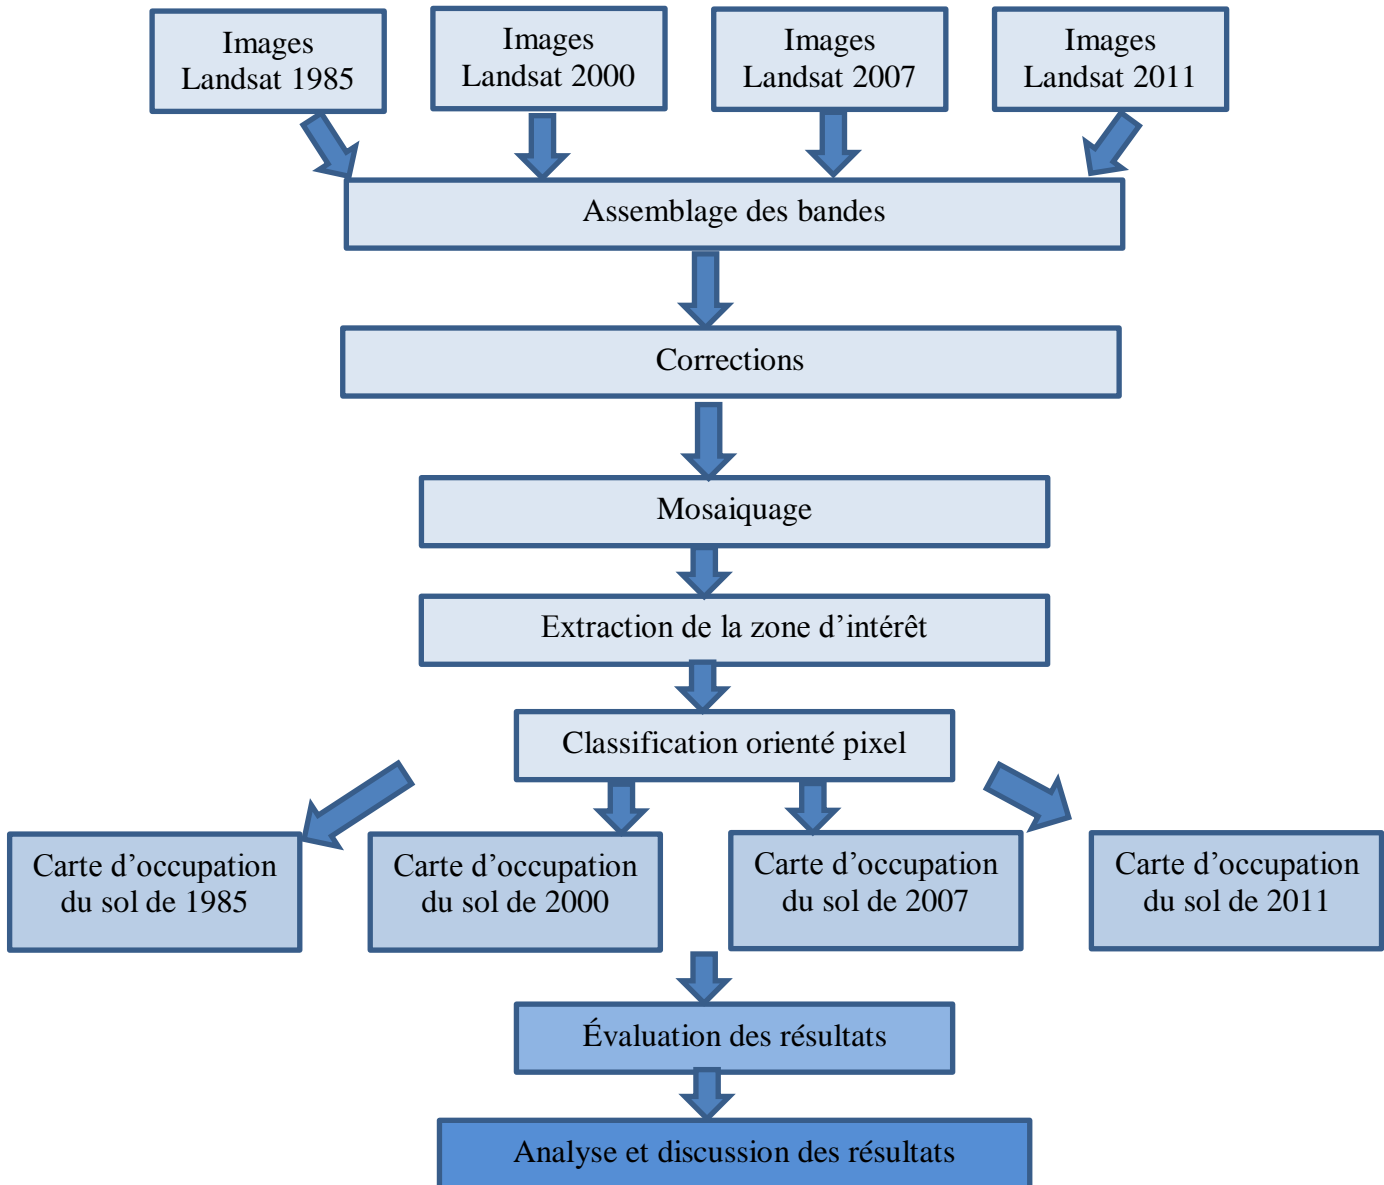 Images
Landsat 1985
Images
Landsat 2000
Images
Landsat 2007
Images
Landsat 2011
Assemblage des bandes
Corrections
Mosaiquage
Extraction de la zone d’intérêt
Classification orienté pixel
Carte d’occupation
du sol de 1985
Carte d’occupation
du sol de 2000
Carte d’occupation
du sol de 2007
Carte d’occupation
du sol de 2011
Évaluation des résultats
Analyse et discussion des résultats